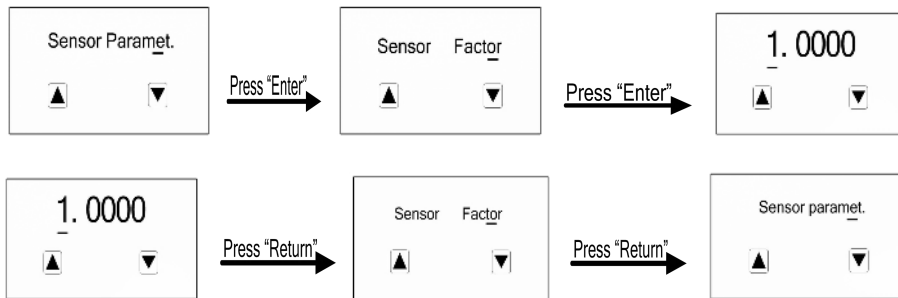 Sensor Paramet.
Press “Enter”
Sensor Factor
Press “Enter”
1. 0000
1. 0000
Press “Return”
Sensor Factor
Press “Return”
Sensor paramet.